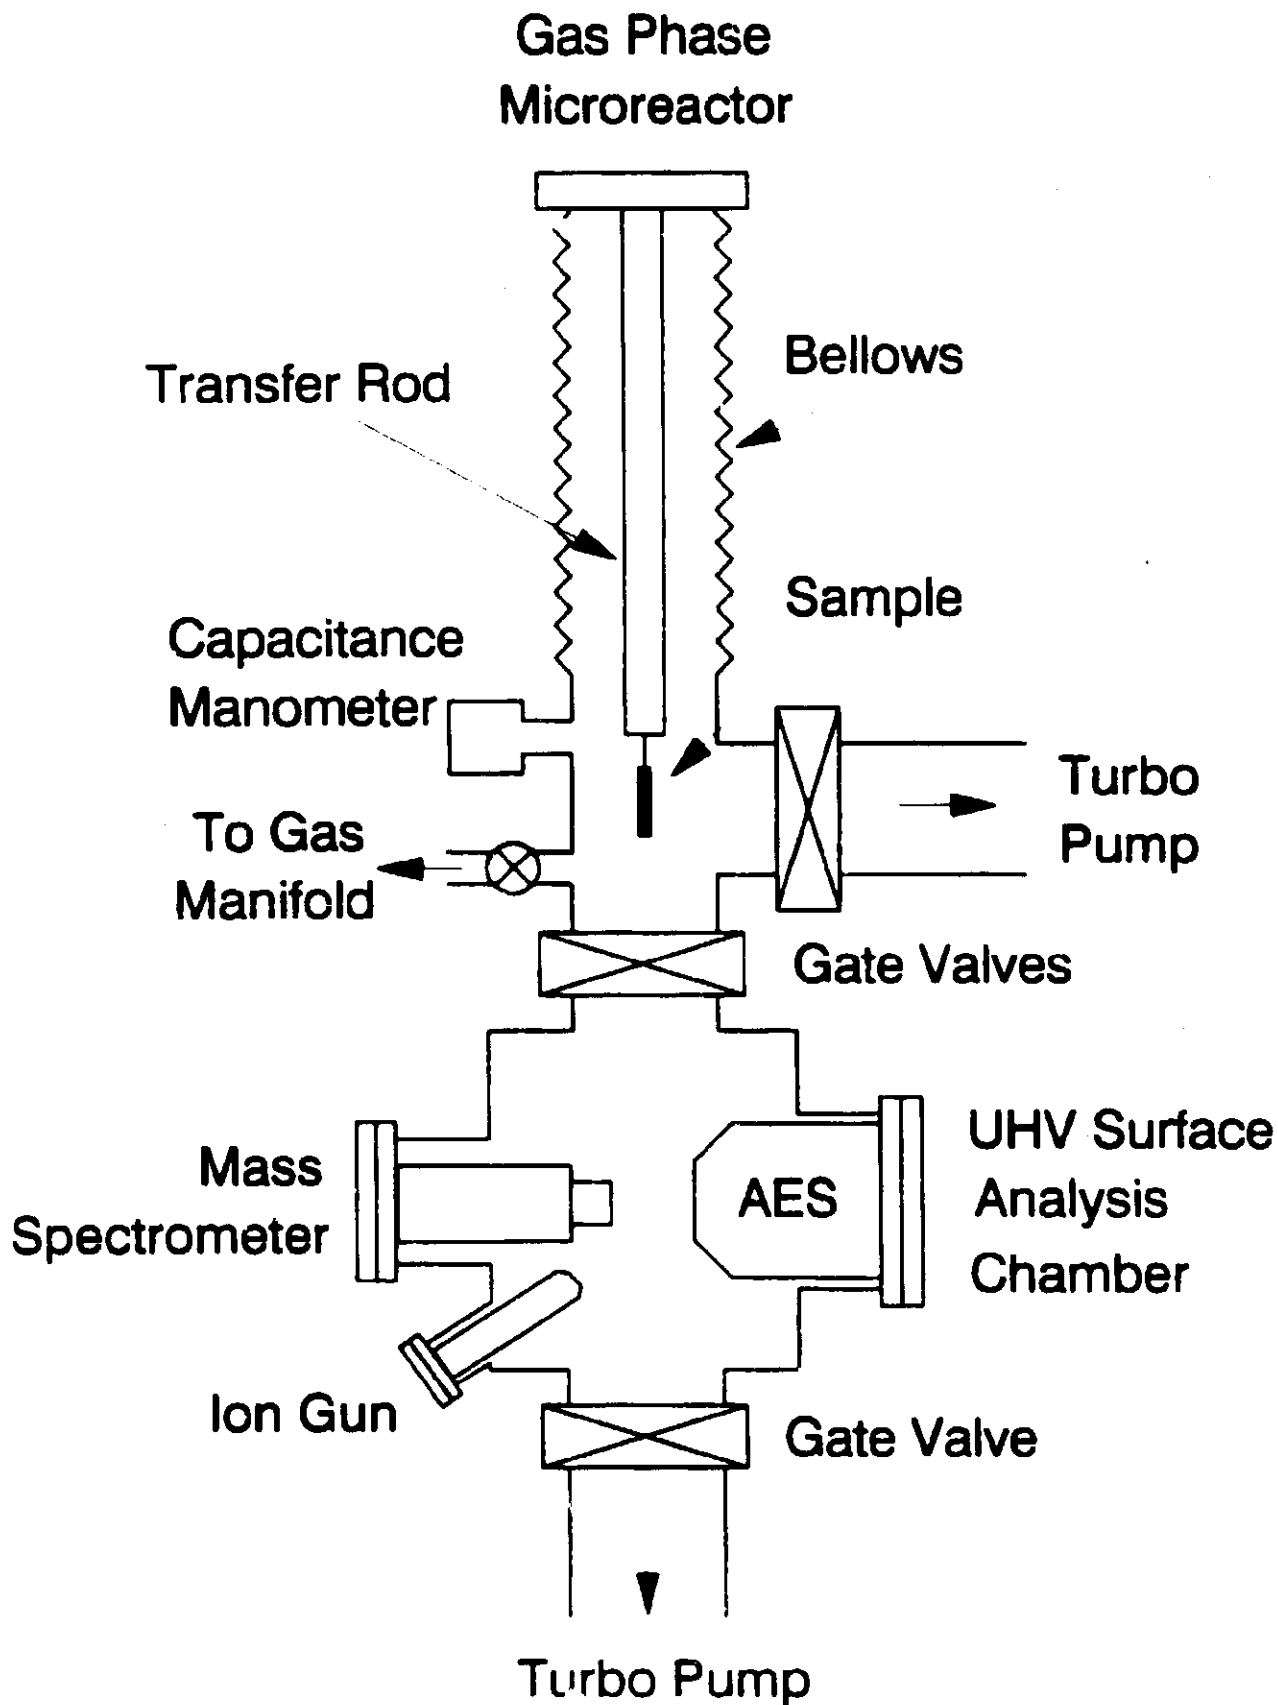 Gas Phase
Microreactor
Bellows
Transfer Rod
Sample
Capacitance
Manometer
Turbo
Pump
To Gas
Manifold
Gate Valves
UHV Surface
Analysis
Chamber
Mass
Spectrometer
AES
Ion Gun
Gate Valve
Turbo Pump